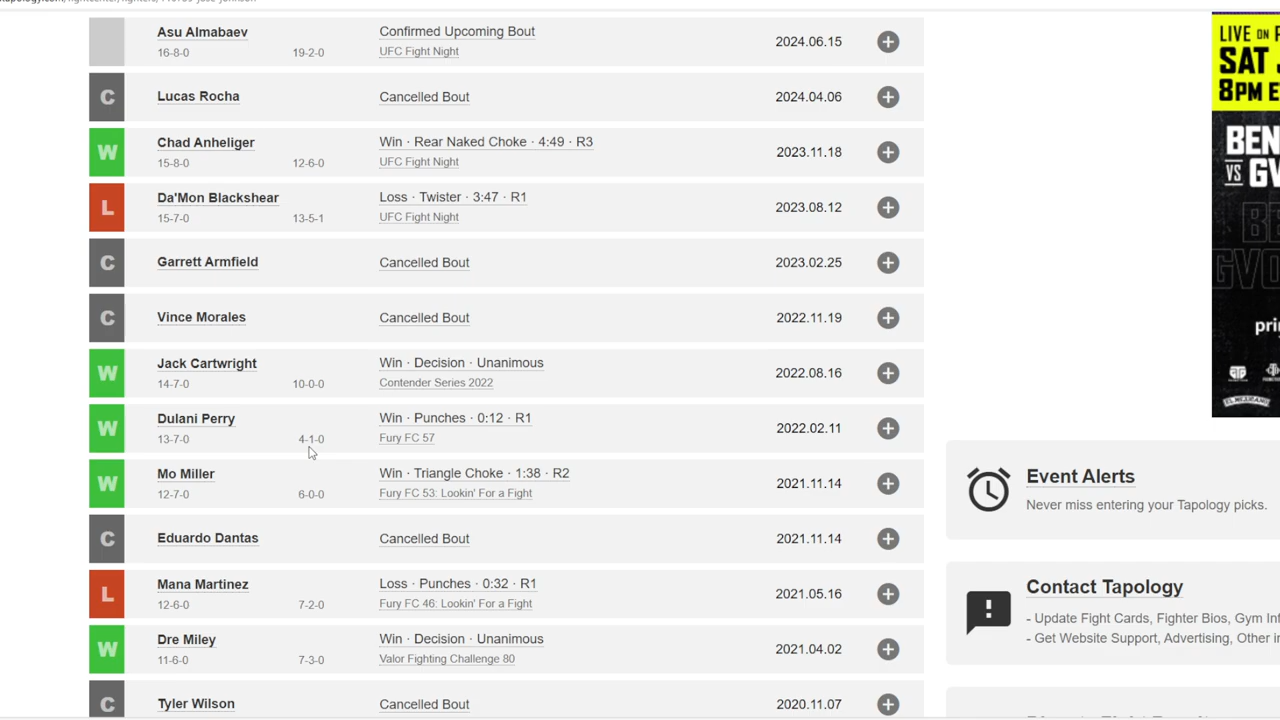 Asu Almabaev
Confirmed Upcoming Bout
2024.06.15
16-8-0
19-2-0
UFC Fight Night
C
Lucas Rocha
Cancelled Bout
2024.04.06
W
Chad Anheliger
Win · Rear Naked Choke · 4:49 · R3
2023.11.18
15-8-0
12-6-0
UFC Fight Night
L
Da'Mon Blackshear
Loss · Twister · 3:47 · R1
2023.08.12
15-7-0
13-5-1
UFC Fight Night
C
Garrett Armfield
Cancelled Bout
2023.02.25
C
Vince Morales
Cancelled Bout
2022.11.19
W
Jack Cartwright
Win · Decision · Unanimous
2022.08.16
14-7-0
10-0-0
Contender Series 2022
W
Dulani Perry
Win · Punches · 0:12 · R1
2022.02.11
13-7-0
4-1-0
Fury FC 57
W
Mo Miller
Win · Triangle Choke · 1:38 · R2
2021.11.14
12-7-0
6-0-0
Fury FC 53: Lookin' For a Fight
C
Eduardo Dantas
Cancelled Bout
2021.11.14
L
Mana Martinez
Loss · Punches · 0:32 · R1
2021.05.16
12-6-0
7-2-0
Fury FC 46: Lookin' For a Fight
W
Dre Miley
Win · Decision · Unanimous
2021.04.02
11-6-0
7-3-0
Valor Fighting Challenge 80
C
Tyler Wilson
Cancelled Bout
2020.11.07
LIVE ON
SAT
8PM E
BEN
VS GV
Event Alerts
Never miss entering your Tapology picks.
Contact Tapology
- Update Fight Cards, Fighter Bios, Gym Inf
- Get Website Support, Advertising, Other in